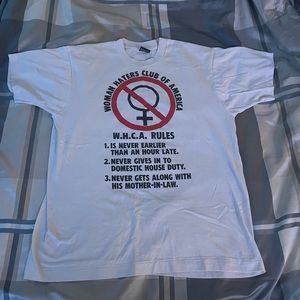 WOMAN HATERS CLUB OF AMERICA
W.H.C.A. RULES
1. IS NEVER EARLIER
THAN AN HOUR LATE.
2. NEVER GIVES IN TO
DOMESTIC HOUSE DUTY.
3. NEVER GETS ALONG WITH
HIS MOTHER-IN-LAW.